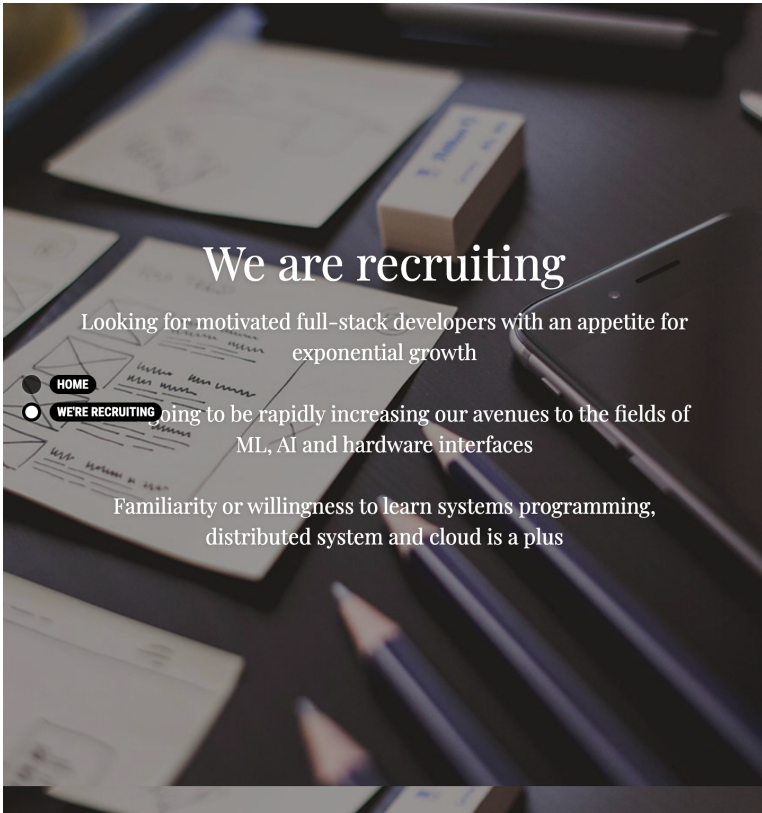 We are recruiting
Looking for motivated full-stack developers with an appetite for
exponential growth
HOME
WE'RE RECRUITING
going to be rapidly increasing our avenues to the fields of
ML, AI and hardware interfaces
Familiarity or willingness to learn systems programming,
distributed system and cloud is a plus